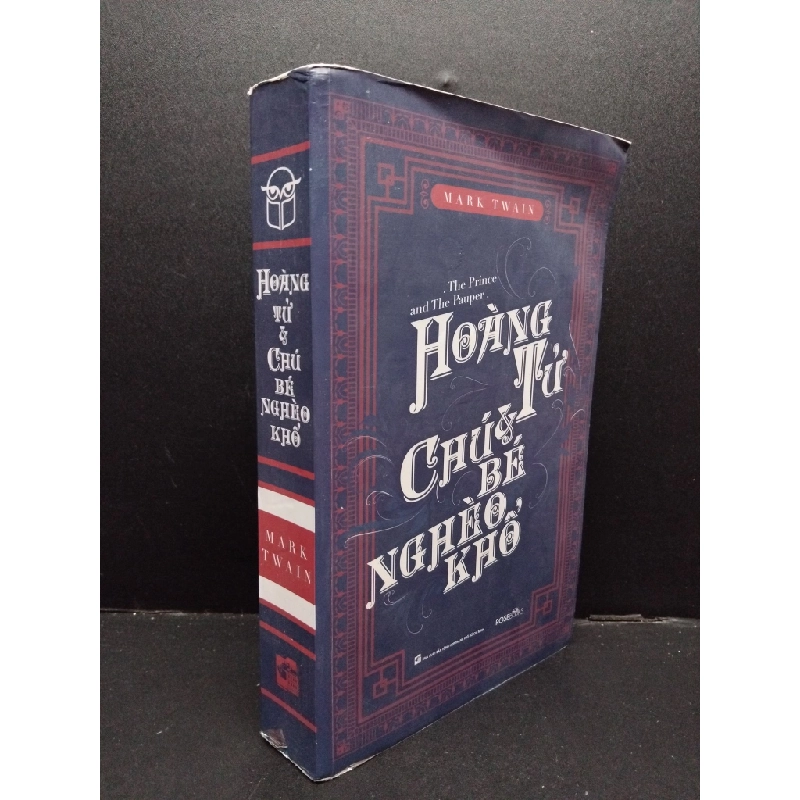 HOÀNG
TỬ
&
CHÚ
BÉ
NGHÈO
KHỔ
MARK
TWAIN
MARK TWAIN
The Prince
and The Pauper
HOÀNG
TỬ
&
CHÚ
BÉ
NGHÈO
KHỔ